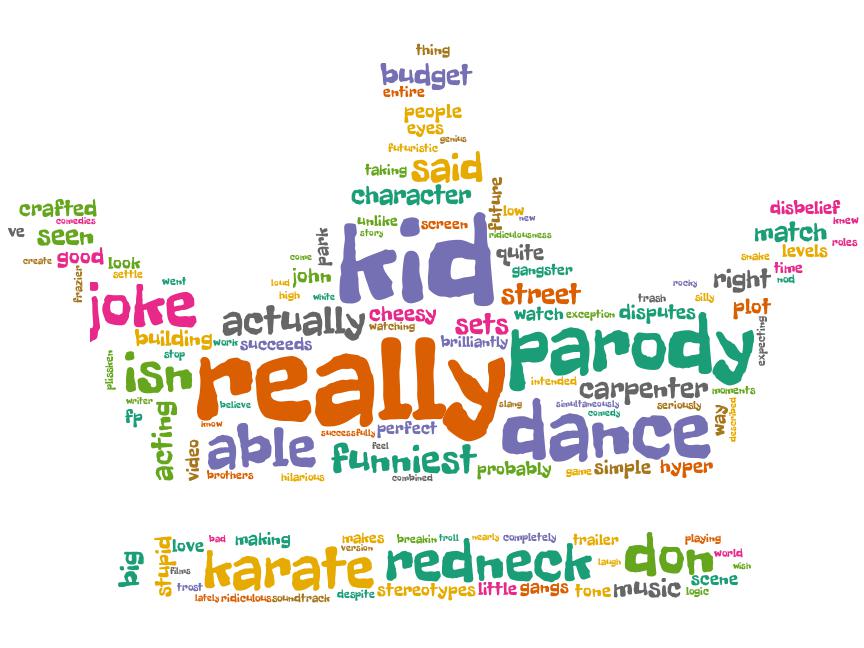 thing
budget
entire
people
eyes
genius
futuristic
taking said
character
future
low
new
unlike screen
story
ridiculousness
crafted
comedies
ve seen
create good look
settle
frazier
went
joke
disbelief
knew
match
roles
levels
snake
time
nod
right
rocky
silly
plot
expecting
park
come
john
loud
high white
kid
quite
gangster
street
trash
actually cheesy
watching
sets
watch exception disputes
building work succeeds
brilliantly
parody
stop
isn
plissken
writer
fp
acting
really
believe
know
intended
carpenter
moments
slang
simultaneously
seriously
comedy
way
described
dance
video
able
successfully perfect
feel
funniest
probably
game simple hyper
brothers
hilarious
combined
big
stupid
love bad making
films
trost
makes
version
breakin troll nearly completely trailer
playing
world
wish
karate redneck don
laugh
scene
lately ridiculous soundtrack
despite stereotypes little gangs tone music logic